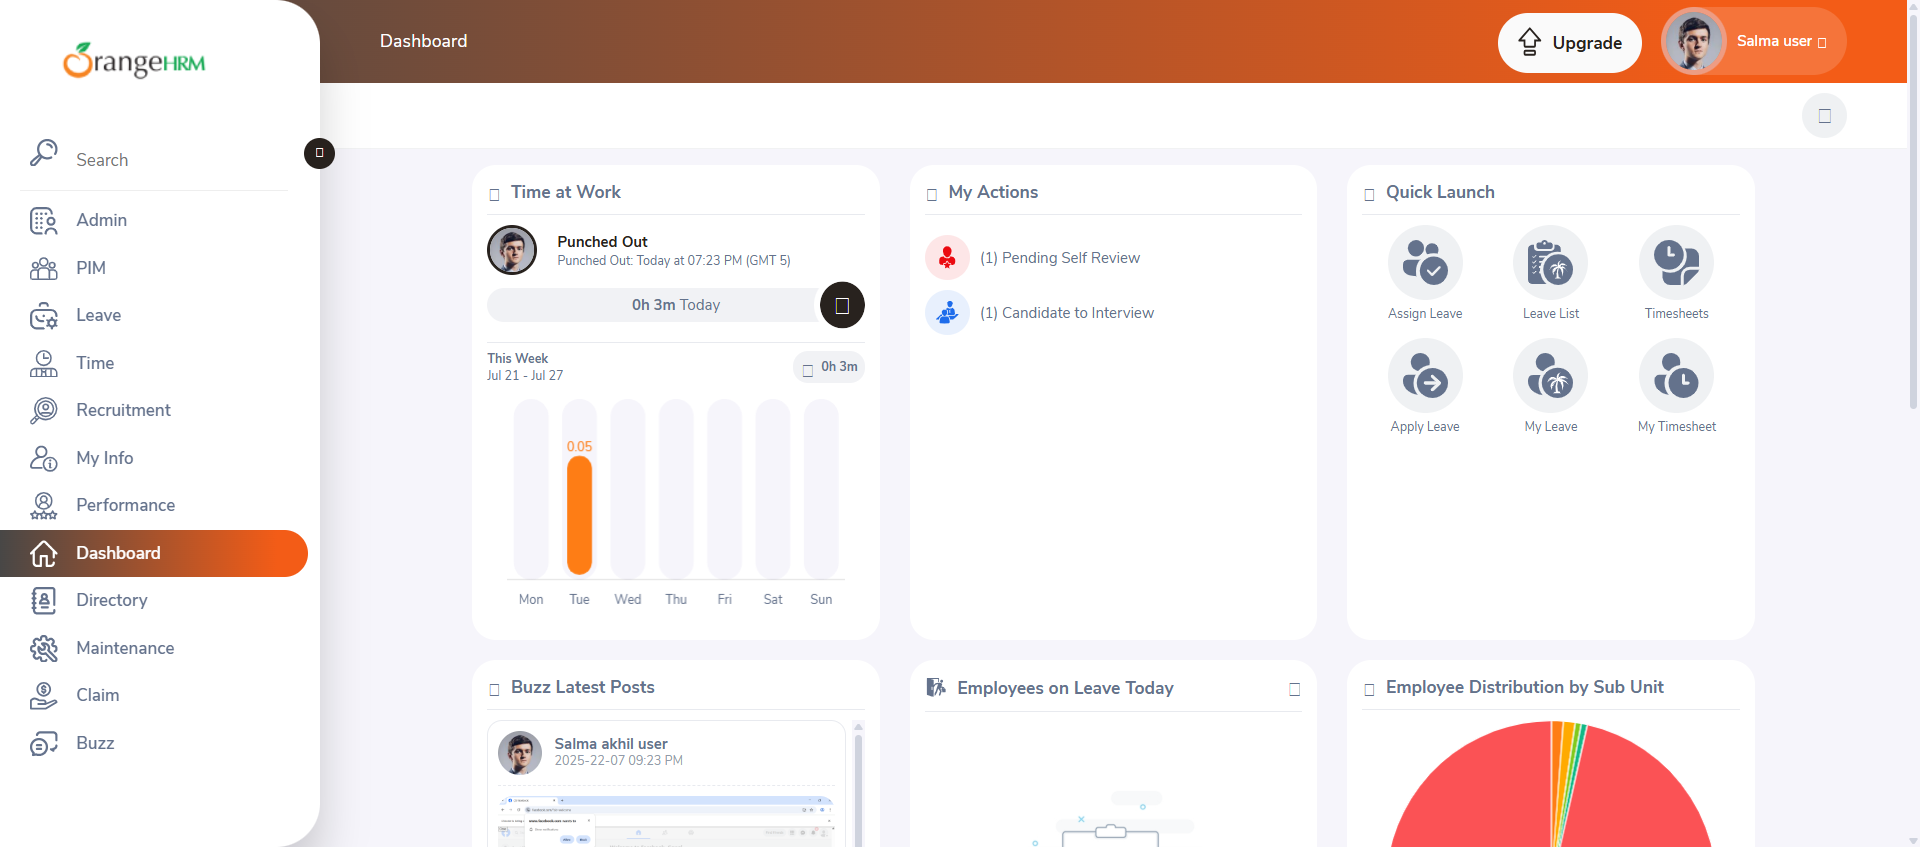 OrangeHRM
Search
Admin
PIM
Leave
Time
Recruitment
My Info
Performance
Dashboard
Directory
Maintenance
Claim
Buzz
Dashboard
Upgrade
Salma user
Time at Work
Punched Out
Punched Out: Today at 07:23 PM (GMT 5)
0h 3m Today
This Week
Jul 21 - Jul 27
0h 3m
0.05
Mon Tue Wed Thu Fri Sat Sun
My Actions
(1) Pending Self Review
(1) Candidate to Interview
Quick Launch
Assign Leave
Leave List
Timesheets
Apply Leave
My Leave
My Timesheet
Buzz Latest Posts
Salma akhil user
2025-22-07 09:23 PM
Employees on Leave Today
Employee Distribution by Sub Unit